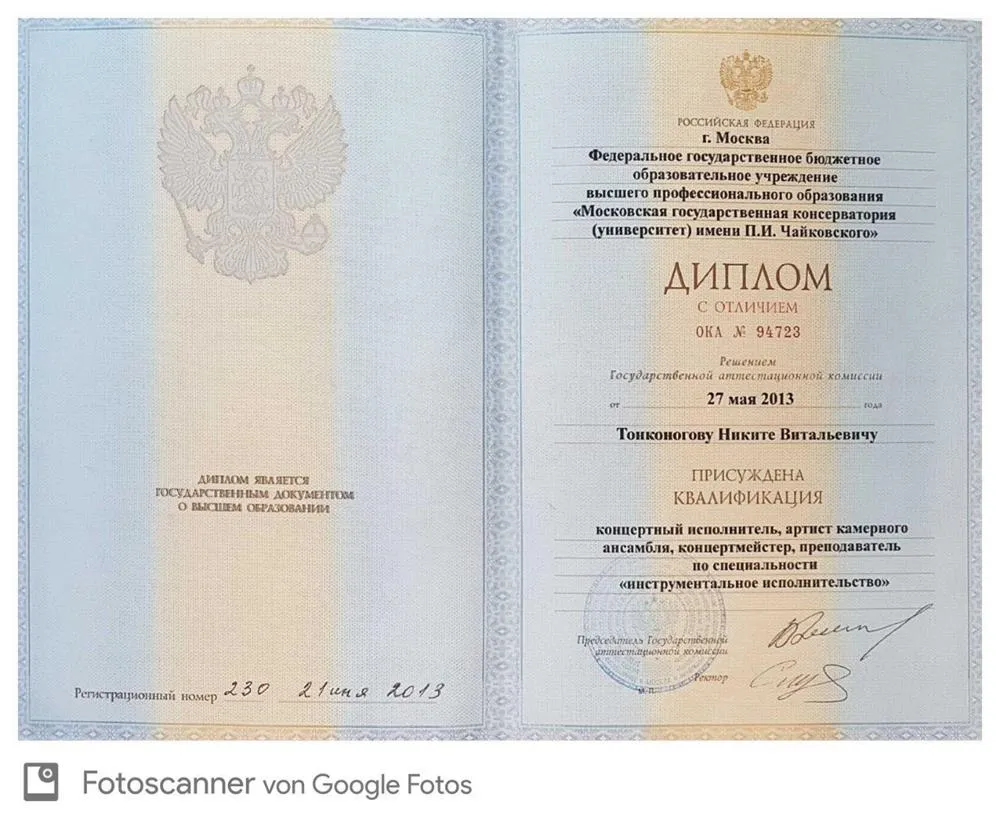 ДИПЛОМ ЯВЛЯЕТСЯ
ГОСУДАРСТВЕННЫМ ДОКУМЕНТОМ
О ВЫСШЕМ ОБРАЗОВАНИИ
Регистрационный номер 230 21 июня 2013
РОССИЙСКАЯ ФЕДЕРАЦИЯ
г. Москва
Федеральное государственное бюджетное
образовательное учреждение
высшего профессионального образования
«Московская государственная консерватория
(университет) имени П.И. Чайковского»
ДИПЛОМ
С ОТЛИЧИЕМ
ОКА № 94723
Решением
Государственной аттестационной комиссии
от 27 мая 2013 года
Тонконогову Никите Витальевичу
ПРИСУЖДЕНА
КВАЛИФИКАЦИЯ
концертный исполнитель, артист камерного
ансамбля, концертмейстер, преподаватель
по специальности
«инструментальное исполнительство»
Председатель Государственной
аттестационной комиссии
Ректор
М.П.
Fotoscanner von Google Fotos